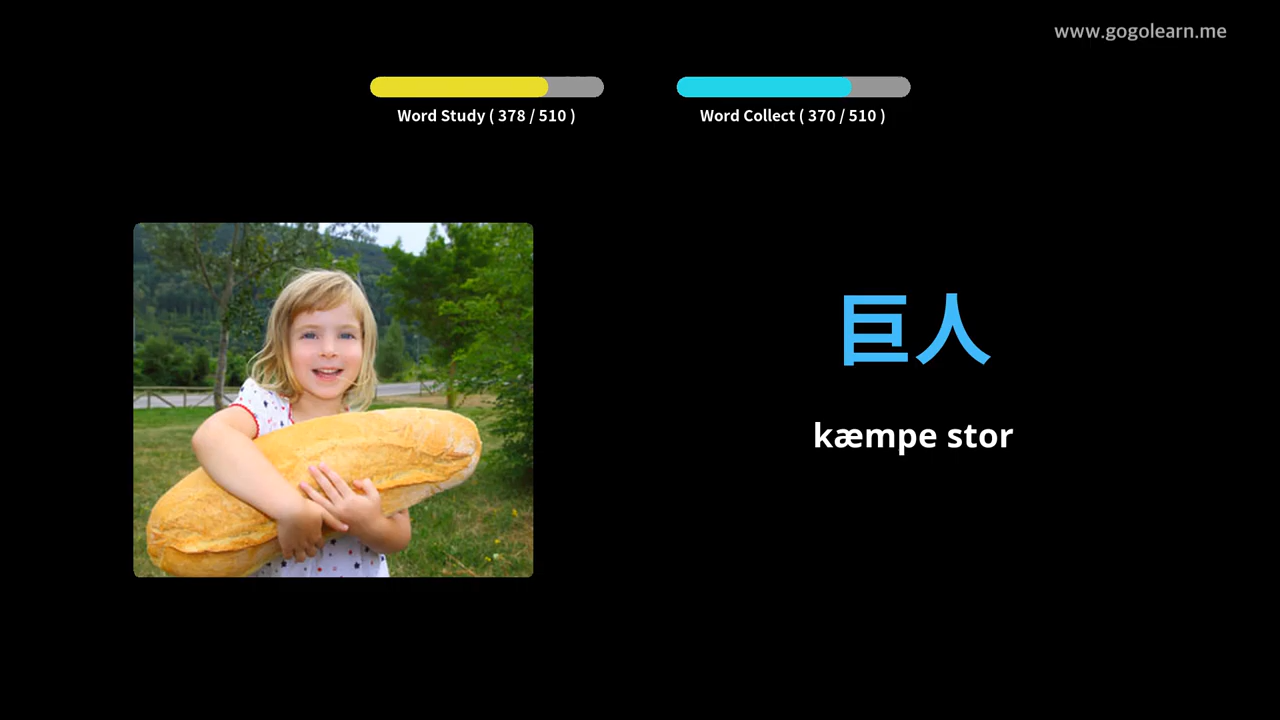 www.gogolearn.me
Word Study ( 378 / 510 )
Word Collect ( 370 / 510 )
巨人
kæmpe stor